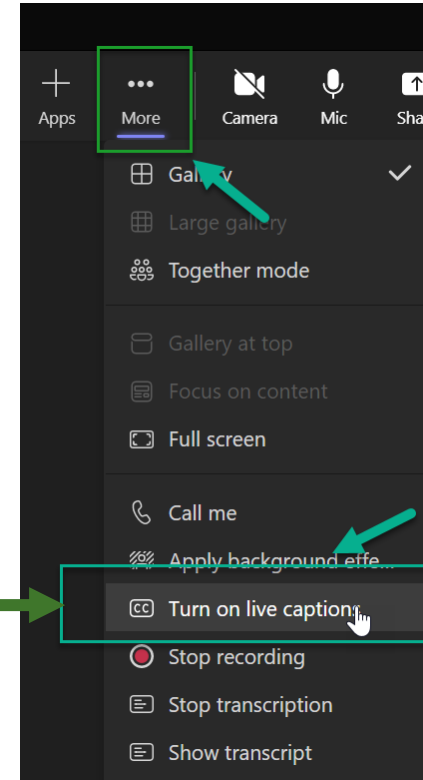 Apps
More
Camera
Mic
Sha
Gallery
Large gallery
Together mode
Gallery at top
Focus on content
Full screen
Call me
Apply background effe...
CC Turn on live captions
Stop recording
Stop transcription
Show transcript